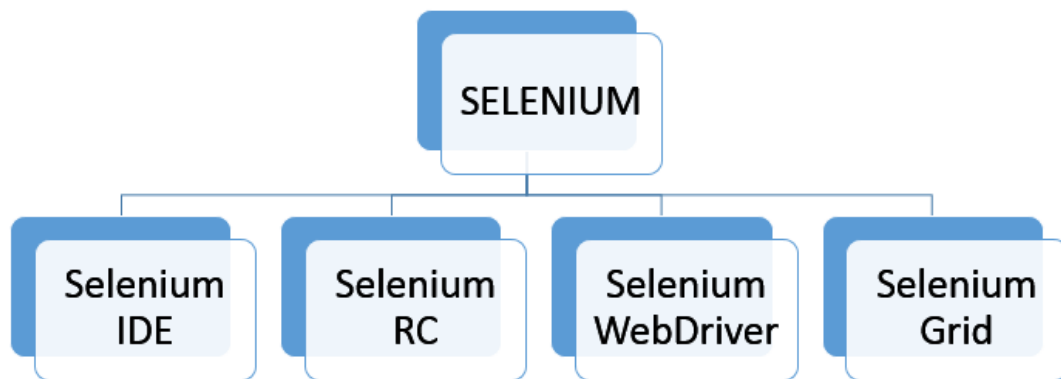 SELENIUM
Selenium
IDE
Selenium
RC
Selenium
WebDriver
Selenium
Grid